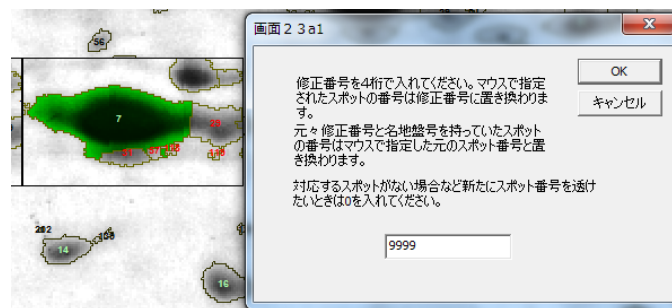 56
7
29
57
148
202
138
14
16
画面２３a1
修正番号を4桁で入れてください。マウスで指定
されたスポットの番号は修正番号に置き換わりま
す。
元々修正番号と名地盤号を持っていたスポット
の番号はマウスで指定した元のスポット番号と置
き換わります。
対応するスポットがない場合など新たにスポット番号を透け
たいときは0を入れてください。
9999
OK
キャンセル